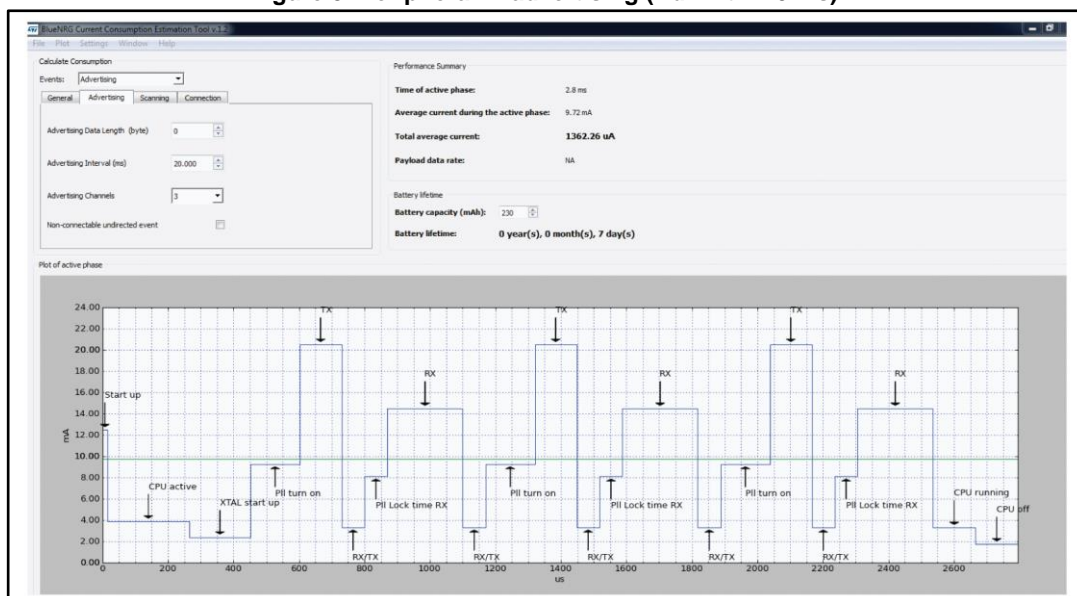 BlueNRG Current Consumption Estimation Tool v.1.2
File Plot Settings Window Help
Calculate Consumption
Events: Advertising
General Advertising Scanning Connection
Advertising Data Length (byte) 0
Advertising Interval (ms) 20.000
Advertising Channels 3
Non-connectable undirected event
Performance Summary
Time of active phase: 2.8 ms
Average current during the active phase: 9.72 mA
Total average current: 1362.26 uA
Payload data rate: NA
Battery lifetime
Battery capacity (mAh): 230
Battery lifetime: 0 year(s), 0 month(s), 7 day(s)
Plot of active phase
24.00
22.00
20.00
18.00
16.00
14.00
12.00
10.00
8.00
6.00
4.00
2.00
0.00
mA
TX TX TX
RX RX RX
Start up
CPU active
XTAL start up
Pll turn on Pll Lock time RX Pll turn on Pll Lock time RX Pll turn on Pll Lock time RX
CPU running
CPU off
RX/TX RX/TX RX/TX RX/TX RX/TX
0 200 400 600 800 1000 1200 1400 1600 1800 2000 2200 2400 2600
us